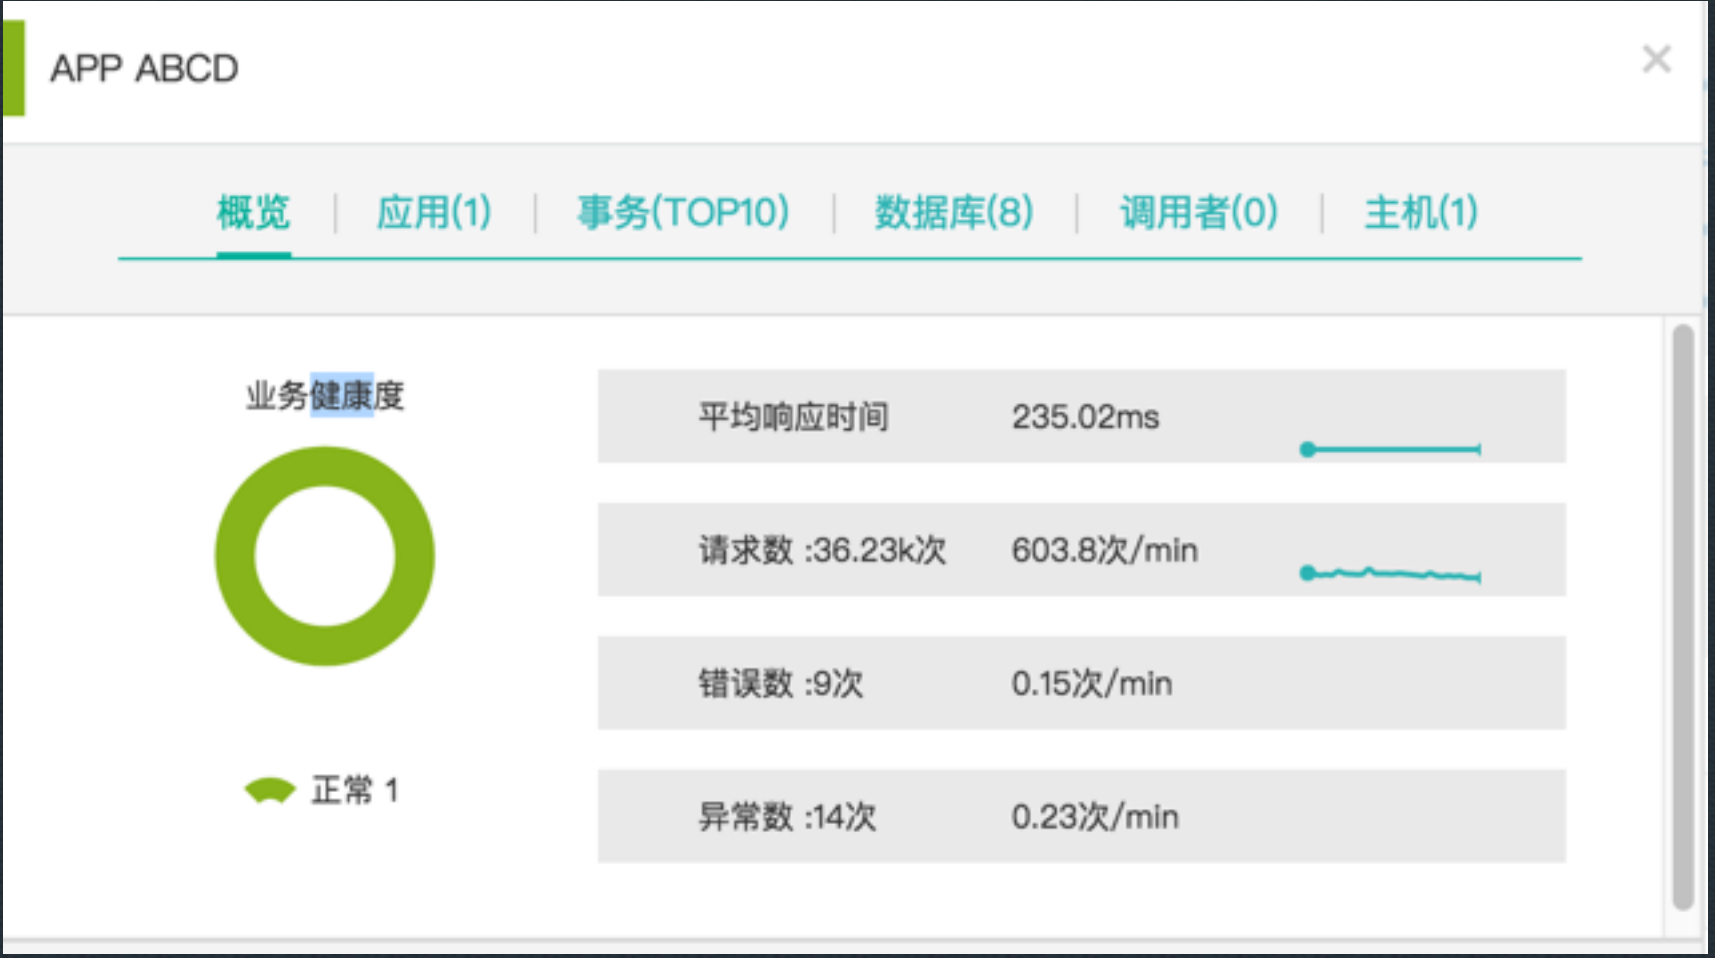 APP ABCD
概览 应用(1) 事务(TOP10) 数据库(8) 调用者(0) 主机(1)
业务健康度
正常 1
平均响应时间 235.02ms
请求数 :36.23k次 603.8次/min
错误数 :9次 0.15次/min
异常数 :14次 0.23次/min